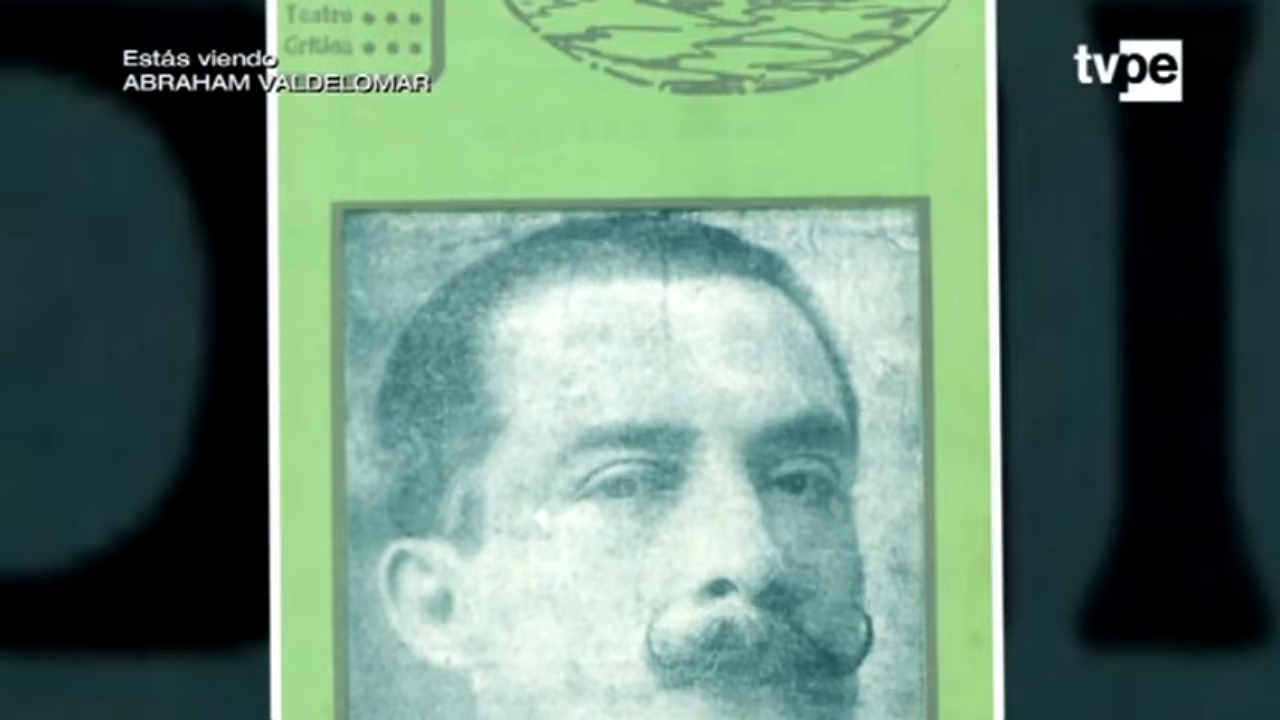 Teatro
Crítica
Estás viendo
ABRAHAM VALDELOMAR
tvpe